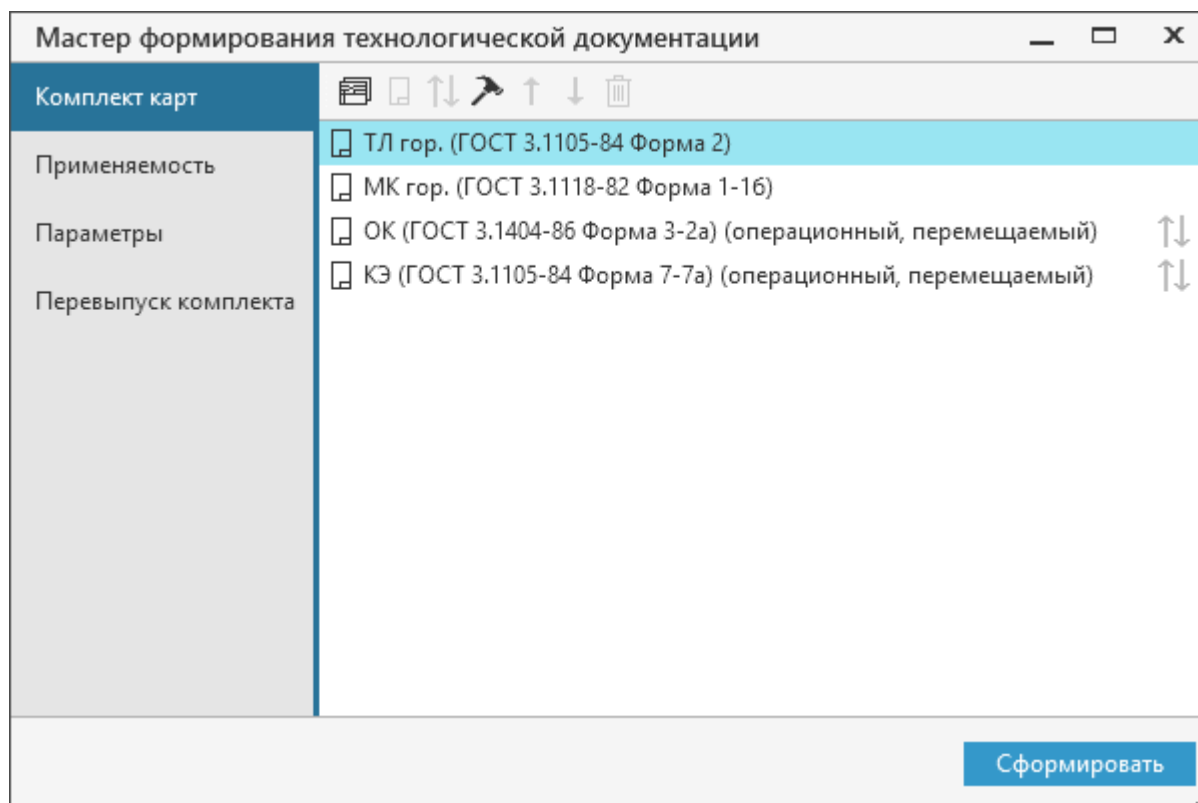 Мастер формирования технологической документации
Комплект карт
Применяемость
Параметры
Перевыпуск комплекта
ТЛ гор. (ГОСТ 3.1105-84 Форма 2)
МК гор. (ГОСТ 3.1118-82 Форма 1-16)
ОК (ГОСТ 3.1404-86 Форма 3-2а) (операционный, перемещаемый)
КЭ (ГОСТ 3.1105-84 Форма 7-7а) (операционный, перемещаемый)
Сформировать